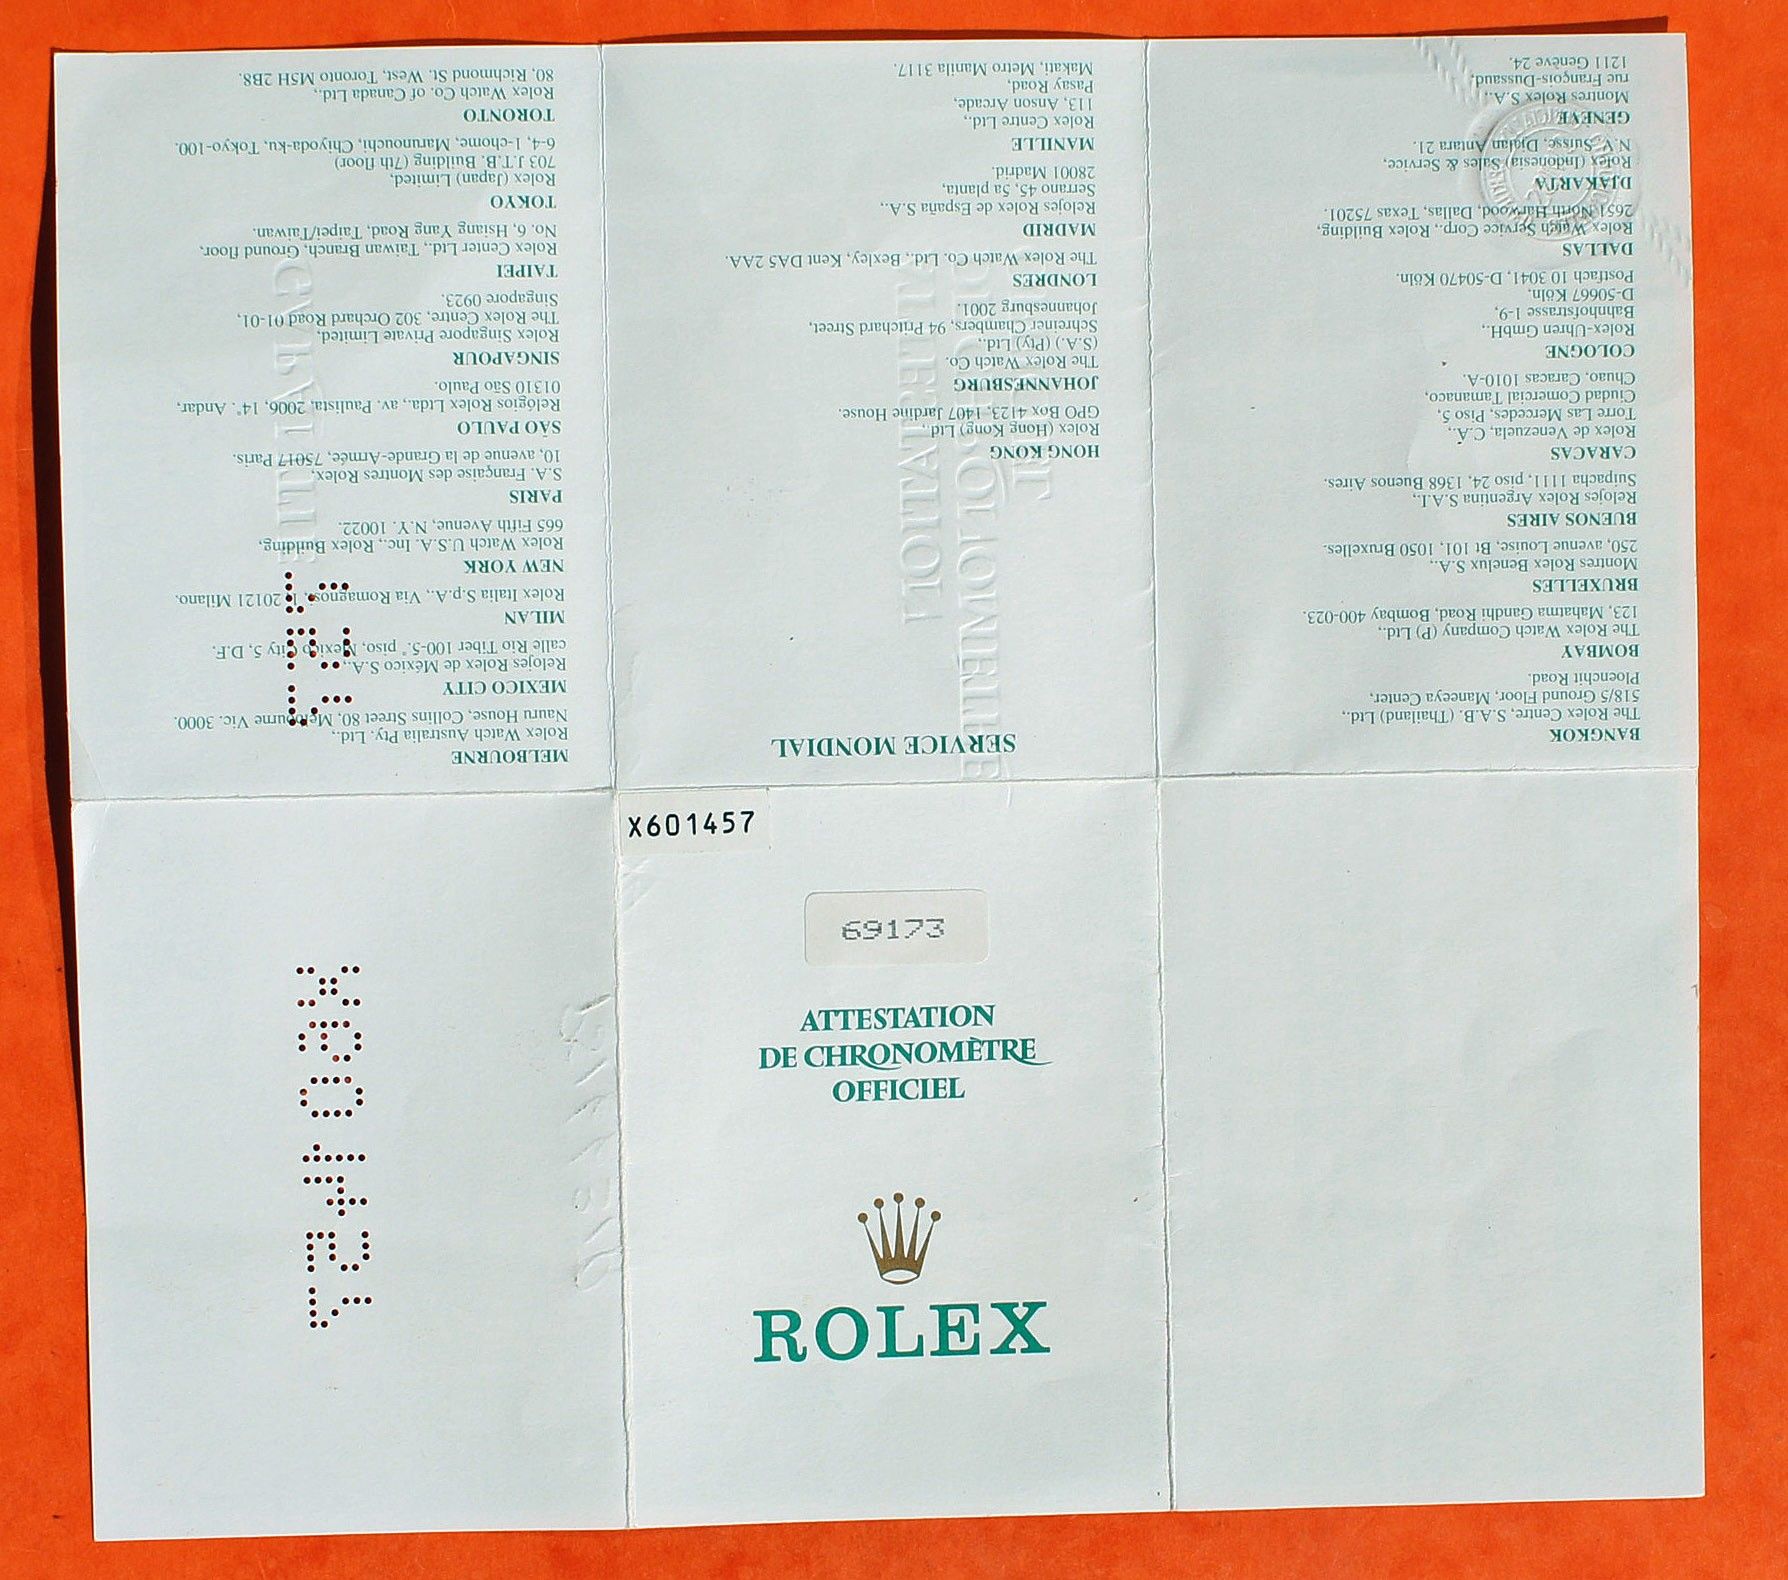 X601457
69173
ATTESTATION
DE CHRONOMÈTRE
OFFICIEL
ROLEX
X601457
SERVICE MONDIAL
BANGKOK
The Rolex Centre, S.A.B. (Thailand) Ltd.,
518/5 Ground Floor, Maneeya Center,
Ploenchit Road.
BOMBAY
The Rolex Watch Company (P) Ltd.,
123, Mahatma Gandhi Road, Bombay 400-023.
BRUXELLES
Montres Rolex Benelux S.A.,
250, avenue Louise, Bt 101, 1050 Bruxelles.
BUENOS AIRES
Relojes Rolex Argentina S.A.I.,
Suipacha 1111, piso 24, 1368 Buenos Aires.
CARACAS
Rolex de Venezuela, C.A.,
Torre Las Mercedes, Piso 5,
Ciudad Comercial Tamanaco,
Chuao, Caracas 1010-A.
COLOGNE
Rolex-Uhren GmbH.,
Bahnhofstrasse 1-9,
D-50667 Köln,
Postfach 10 3041, D-50470 Köln.
DALLAS
Rolex Watch Service Corp., Rolex Building,
2651 North Harwood, Dallas, Texas 75201.
DJAKARTA
Rolex (Indonesia) Sales & Service,
N.V. Suisse, Djalan Antara 21.
GENÈVE
Montres Rolex S.A.,
rue François-Dussaud,
1211 Genève 24.
HONG KONG
Rolex (Hong Kong) Ltd.,
GPO Box 4123, 1407 Jardine House.
JOHANNESBURG
The Rolex Watch Co.
(S.A.) (Pty) Ltd.,
Schreiner Chambers, 94 Pritchard Street,
Johannesburg 2001.
LONDRES
The Rolex Watch Co. Ltd., Bexley, Kent DA5 2AA.
MADRID
Relojes Rolex de España S.A.,
Serrano 45, 5a planta,
28001 Madrid.
MANILLE
Rolex Centre Ltd.,
113, Anson Arcade,
Pasay Road,
Makati, Metro Manila 3117.
MELBOURNE
Rolex Watch Australia Pty. Ltd.,
Nauru House, Collins Street 80, Melbourne Vic. 3000.
MEXICO CITY
Relojes Rolex de México S.A.,
calle Rio Tiber 100-5.° piso, Mexico City 5, D.F.
MILAN
Rolex Italia S.p.A., Via Romagnosi, I-20121 Milano.
NEW YORK
Rolex Watch U.S.A. Inc., Rolex Building,
665 Fifth Avenue, N.Y. 10022.
PARIS
S.A. Française des Montres Rolex,
10, avenue de la Grande-Armée, 75017 Paris.
SÃO PAULO
Relógios Rolex Ltda., av. Paulista, 2006, 14°. Andar,
01310 São Paulo.
SINGAPOUR
Rolex Singapore Private Limited,
The Rolex Centre, 302 Orchard Road 01-01,
Singapore 0923.
TAIPEI
Rolex Center Ltd., Taiwan Branch, Ground floor,
No. 6, Hsiang Yang Road, Taipei/Taiwan.
TOKYO
Rolex (Japan) Limited,
703 J.T.B. Building (7th floor)
6-4, 1-chome, Marunouchi, Chiyoda-ku, Tokyo-100.
TORONTO
Rolex Watch Co. of Canada Ltd.,
80, Richmond St. West, Toronto M5H 2B8.